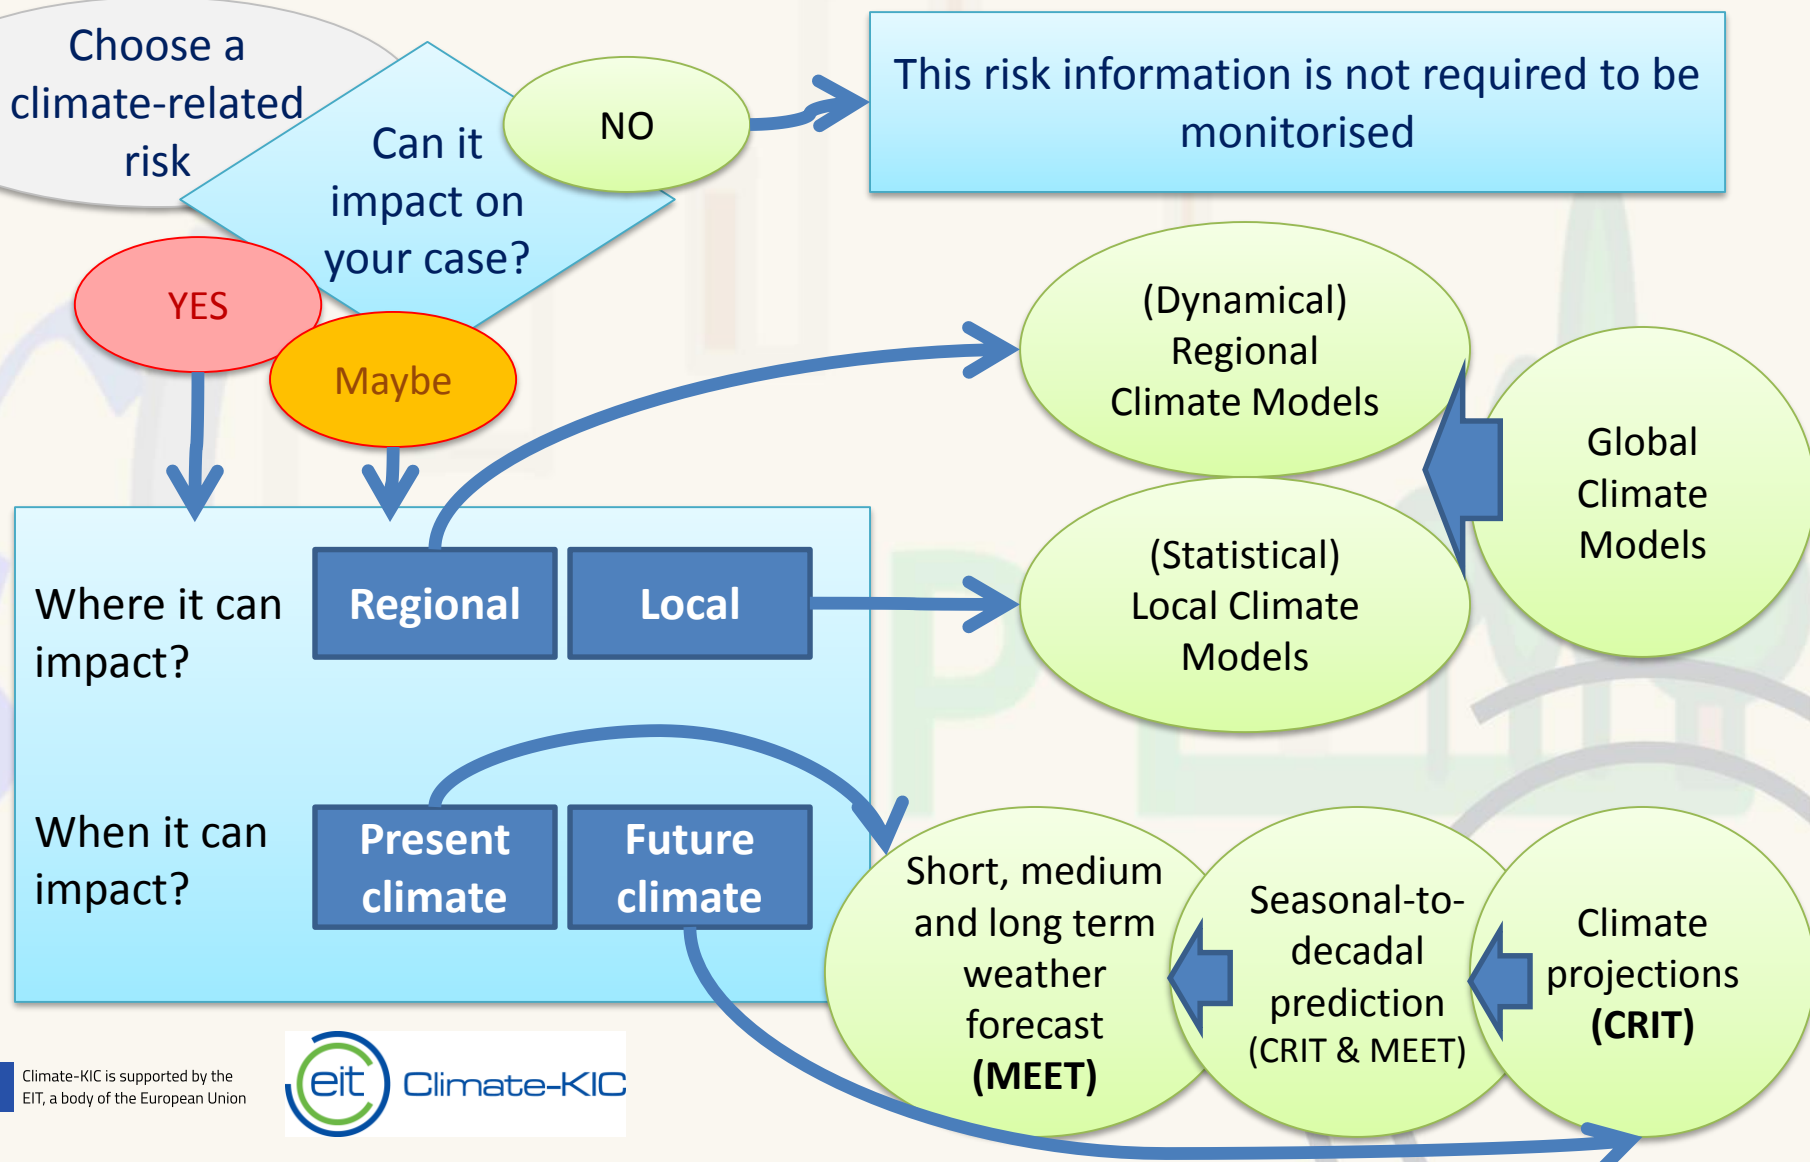 Choose a
climate-related
risk
Can it
impact on
your case?
NO
This risk information is not required to be
monitorised
YES
Maybe
Where it can
impact?
Regional
Local
When it can
impact?
Present
climate
Future
climate
(Dynamical)
Regional
Climate Models
(Statistical)
Local Climate
Models
Global
Climate
Models
Short, medium
and long term
weather
forecast
(MEET)
Seasonal-to-
decadal
prediction
(CRIT & MEET)
Climate
projections
(CRIT)
Climate-KIC is supported by the
EIT, a body of the European Union
eit Climate-KIC